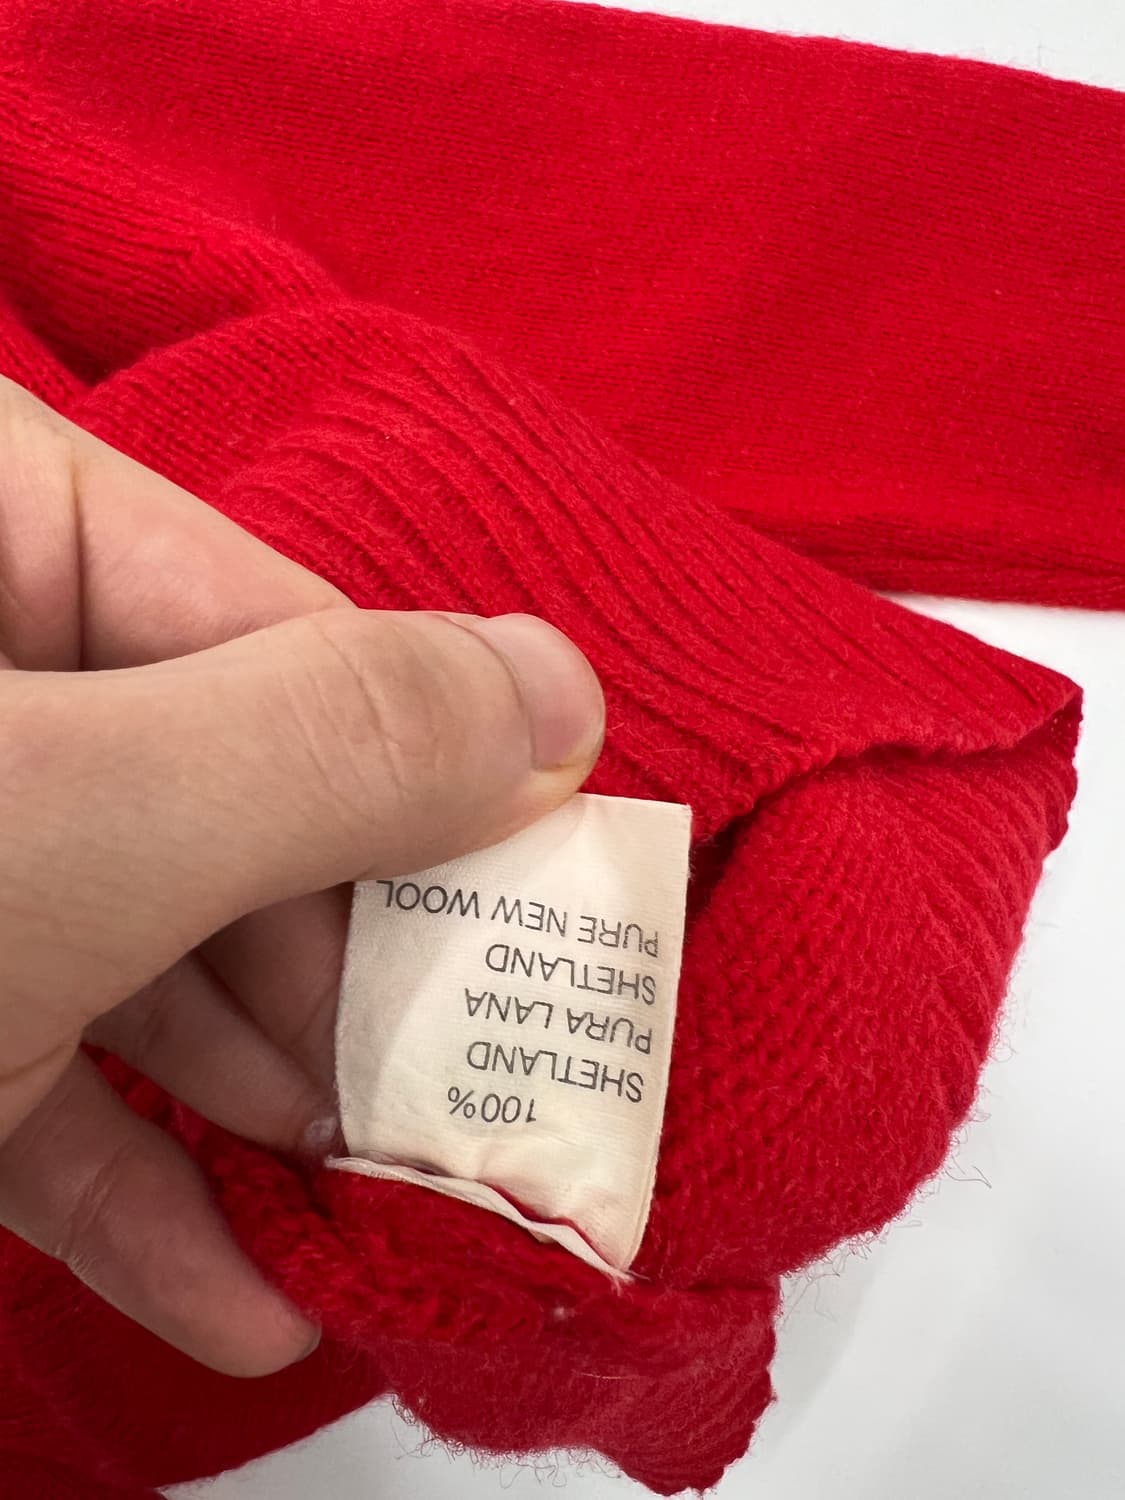 100%
SHETLAND
PURA LANA
SHETLAND
PURE NEW WOOL